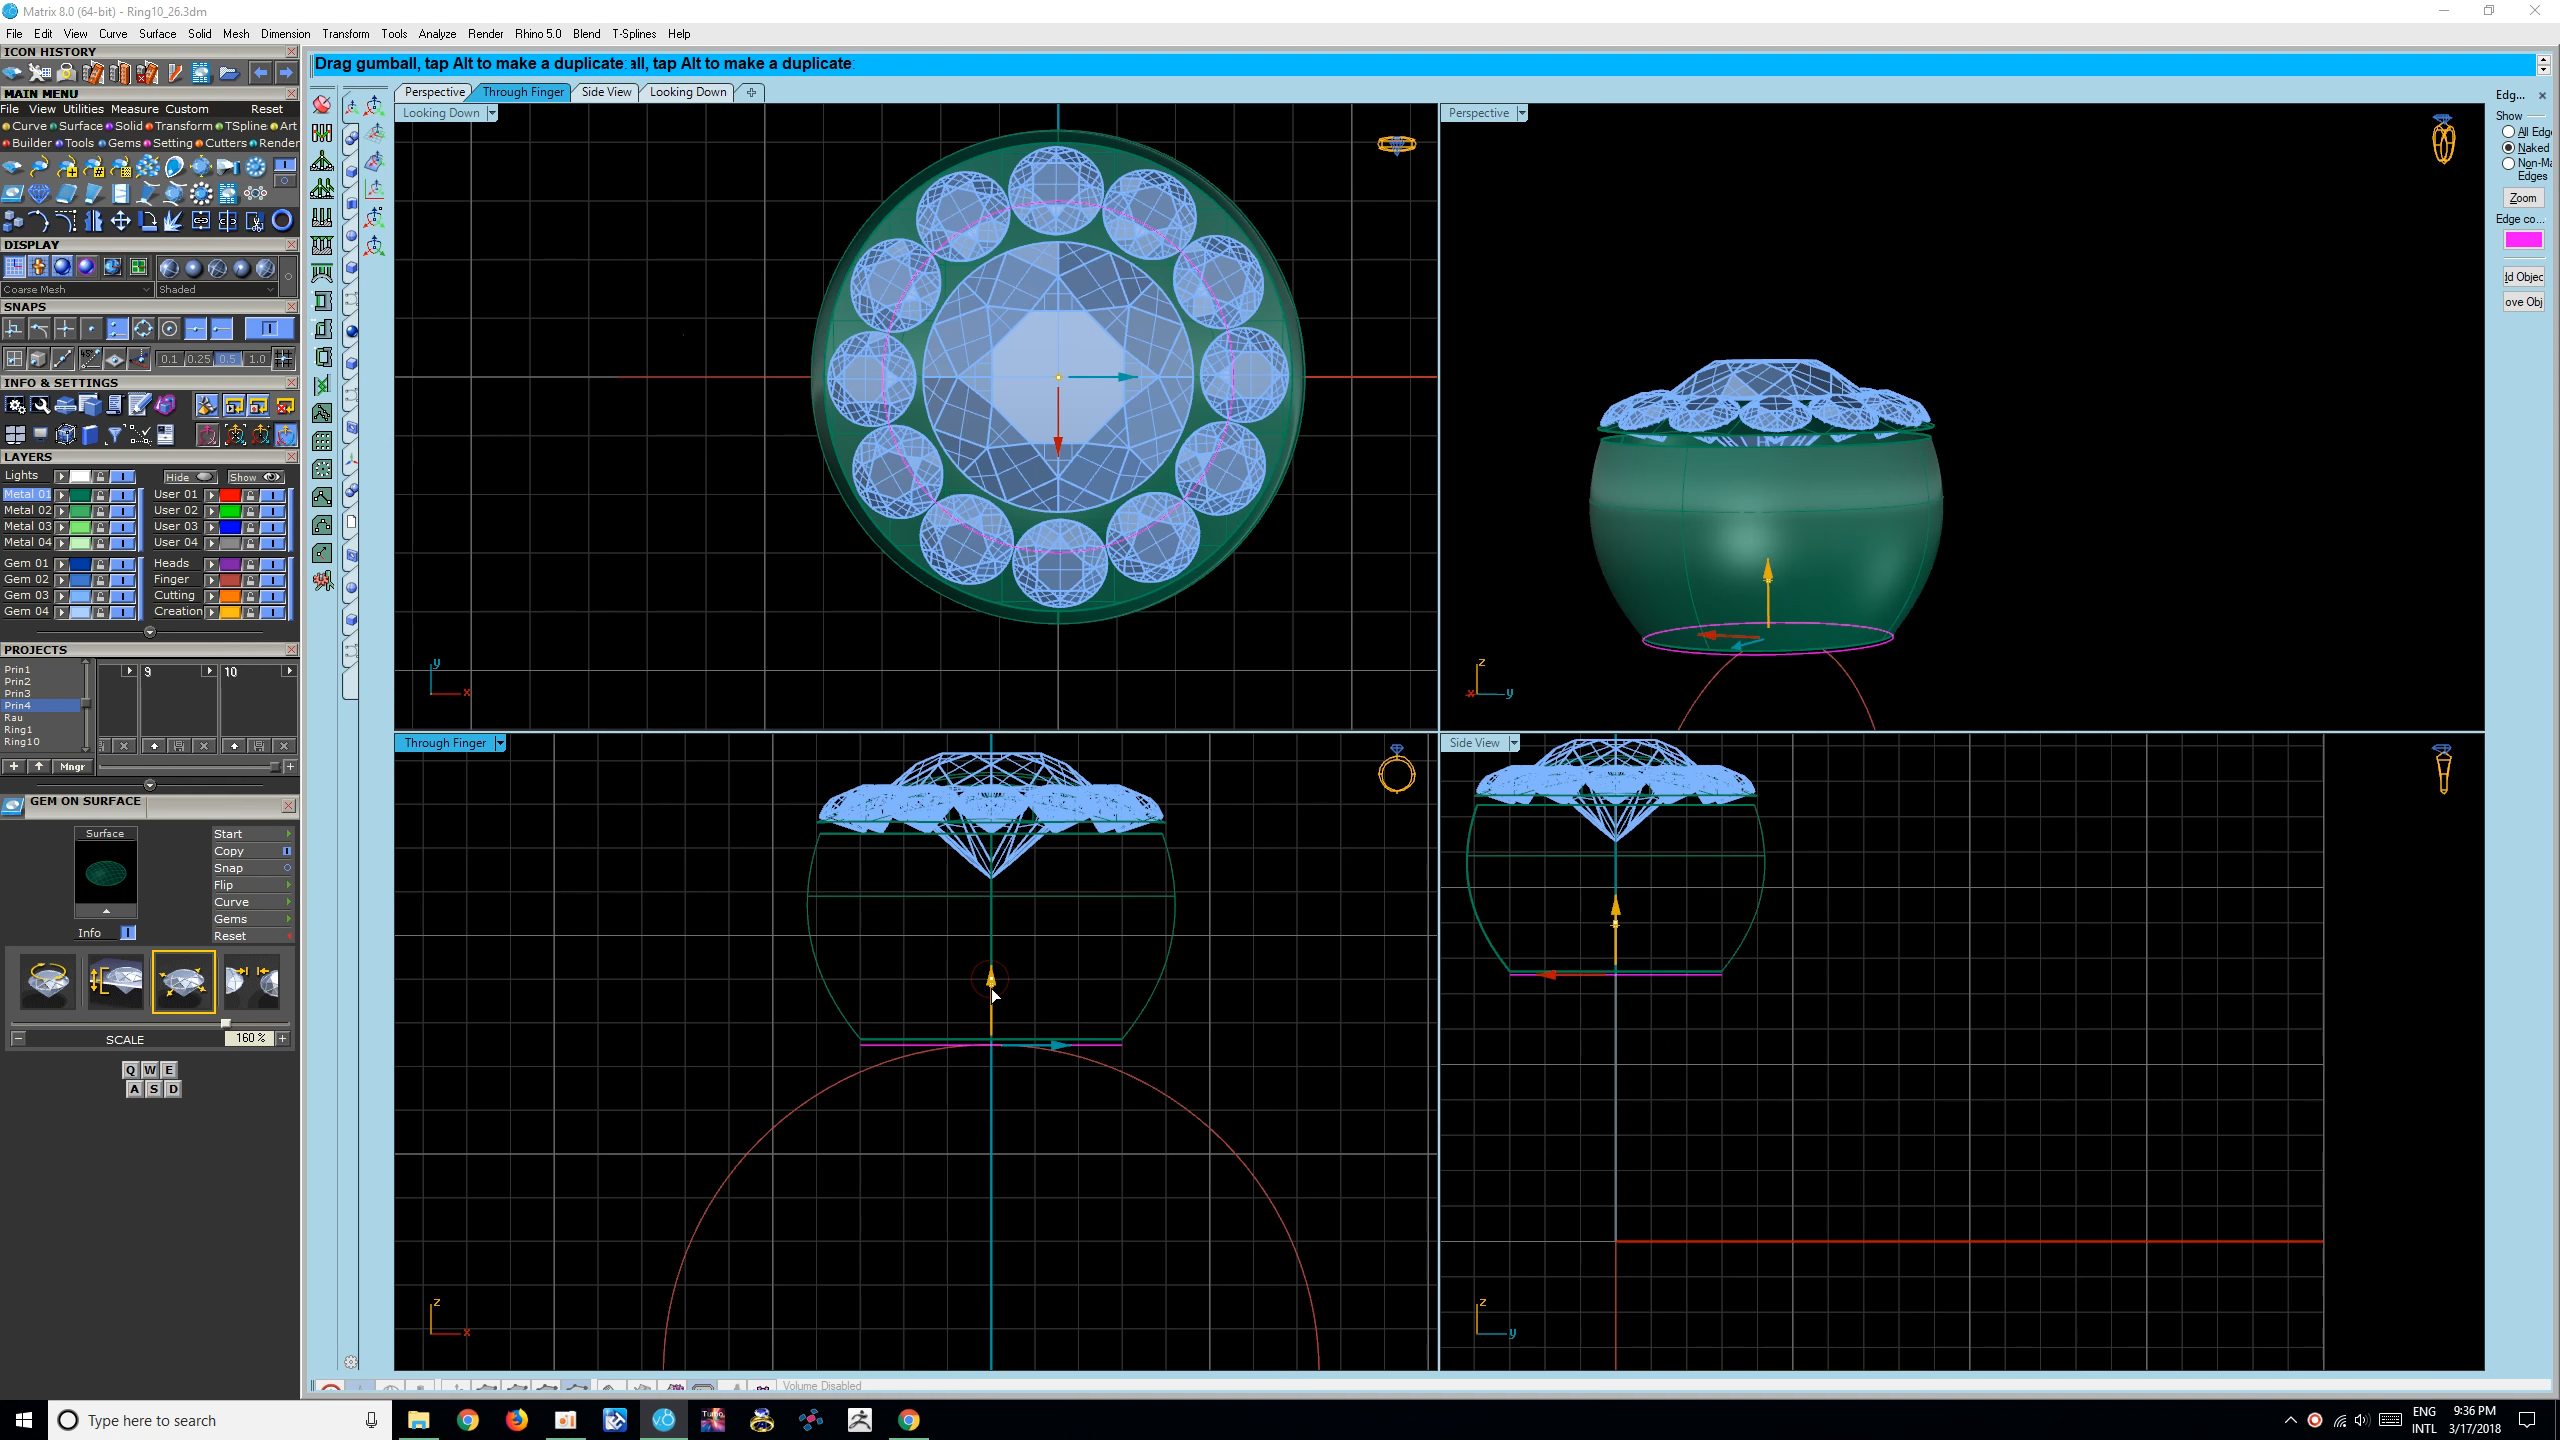 Matrix 8.0 (64-bit) - Ring10_26.3dm
File Edit View Curve Surface Solid Mesh Dimension Transform Tools Analyze Render Rhino 5.0 Blend T-Splines Help
ICON HISTORY
MAIN MENU
File View Utilities Measure Custom Reset
Curve Surface Solid Transform TSpline Art
Builder Tools Gems Setting Cutters Render
DISPLAY
Coarse Mesh Shaded
SNAPS
0.1 0.25 0.5 1.0
INFO & SETTINGS
LAYERS
Lights Hide Show
Metal 01 User 01
Metal 02 User 02
Metal 03 User 03
Metal 04 User 04
Gem 01 Heads
Gem 02 Finger
Gem 03 Cutting
Gem 04 Creation
PROJECTS
Prin1
Prin2
Prin3
Prin4
Rau
Ring1
Ring10
9 10
Mngr
GEM ON SURFACE
Surface
Start
Copy
Snap
Flip
Curve
Gems
Reset
Info
SCALE 160 %
Q W E
A S D
Drag gumball, tap Alt to make a duplicate: all, tap Alt to make a duplicate:
Perspective Through Finger Side View Looking Down
Looking Down
y
x
Perspective
z
x y
Through Finger
z
x
Side View
z
y
Edg...
Show
All Edg
Naked
Non-Ma
Edges
Zoom
Edge co...
ld Objec
ove Obj
Volume Disabled
Type here to search
ENG
INTL
9:36 PM
3/17/2018